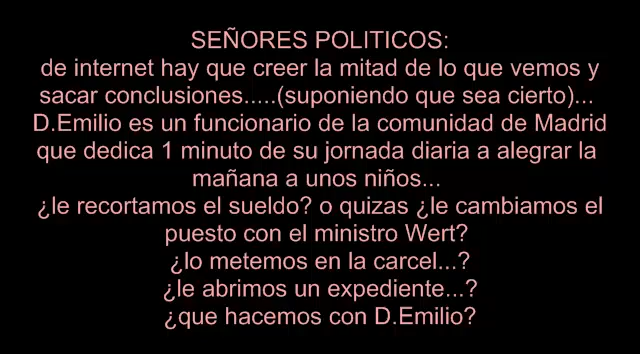 SEÑORES POLITICOS:
de internet hay que creer la mitad de lo que vemos y
sacar conclusiones.....(suponiendo que sea cierto)...
D.Emilio es un funcionario de la comunidad de Madrid
que dedica 1 minuto de su jornada diaria a alegrar la
mañana a unos niños...
¿le recortamos el sueldo? o quizas ¿le cambiamos el
puesto con el ministro Wert?
¿lo metemos en la carcel...?
¿le abrimos un expediente...?
¿que hacemos con D.Emilio?